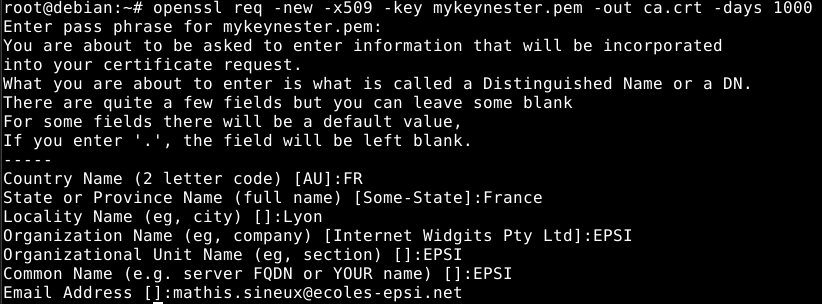 root@debian:~# openssl req -new -x509 -key mykeynester.pem -out ca.crt -days 1000
Enter pass phrase for mykeynester.pem:
You are about to be asked to enter information that will be incorporated
into your certificate request.
What you are about to enter is what is called a Distinguished Name or a DN.
There are quite a few fields but you can leave some blank
For some fields there will be a default value,
If you enter '.', the field will be left blank.
-----
Country Name (2 letter code) [AU]:FR
State or Province Name (full name) [Some-State]:France
Locality Name (eg, city) []:Lyon
Organization Name (eg, company) [Internet Widgits Pty Ltd]:EPSI
Organizational Unit Name (eg, section) []:EPSI
Common Name (e.g. server FQDN or YOUR name) []:EPSI
Email Address []:mathis.sineux@ecoles-epsi.net